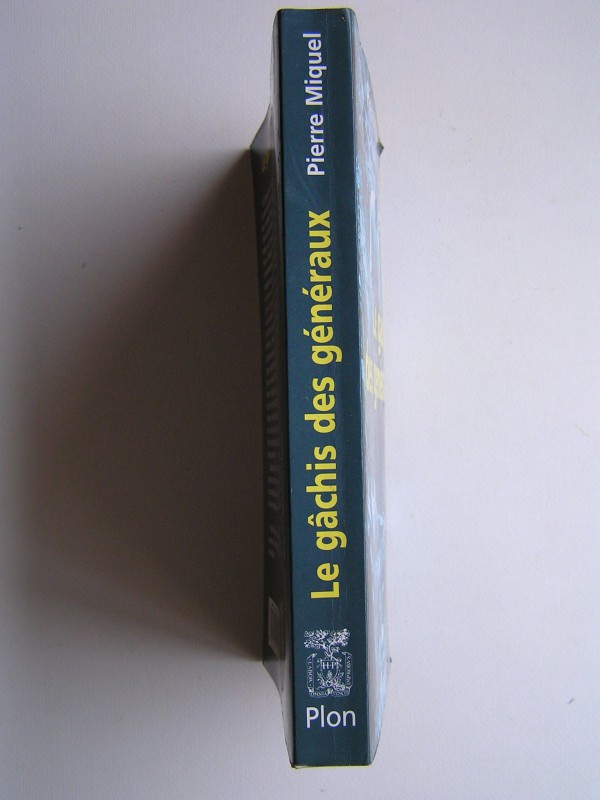 Pierre Miquel
Le gâchis des généraux
H-P
Plon